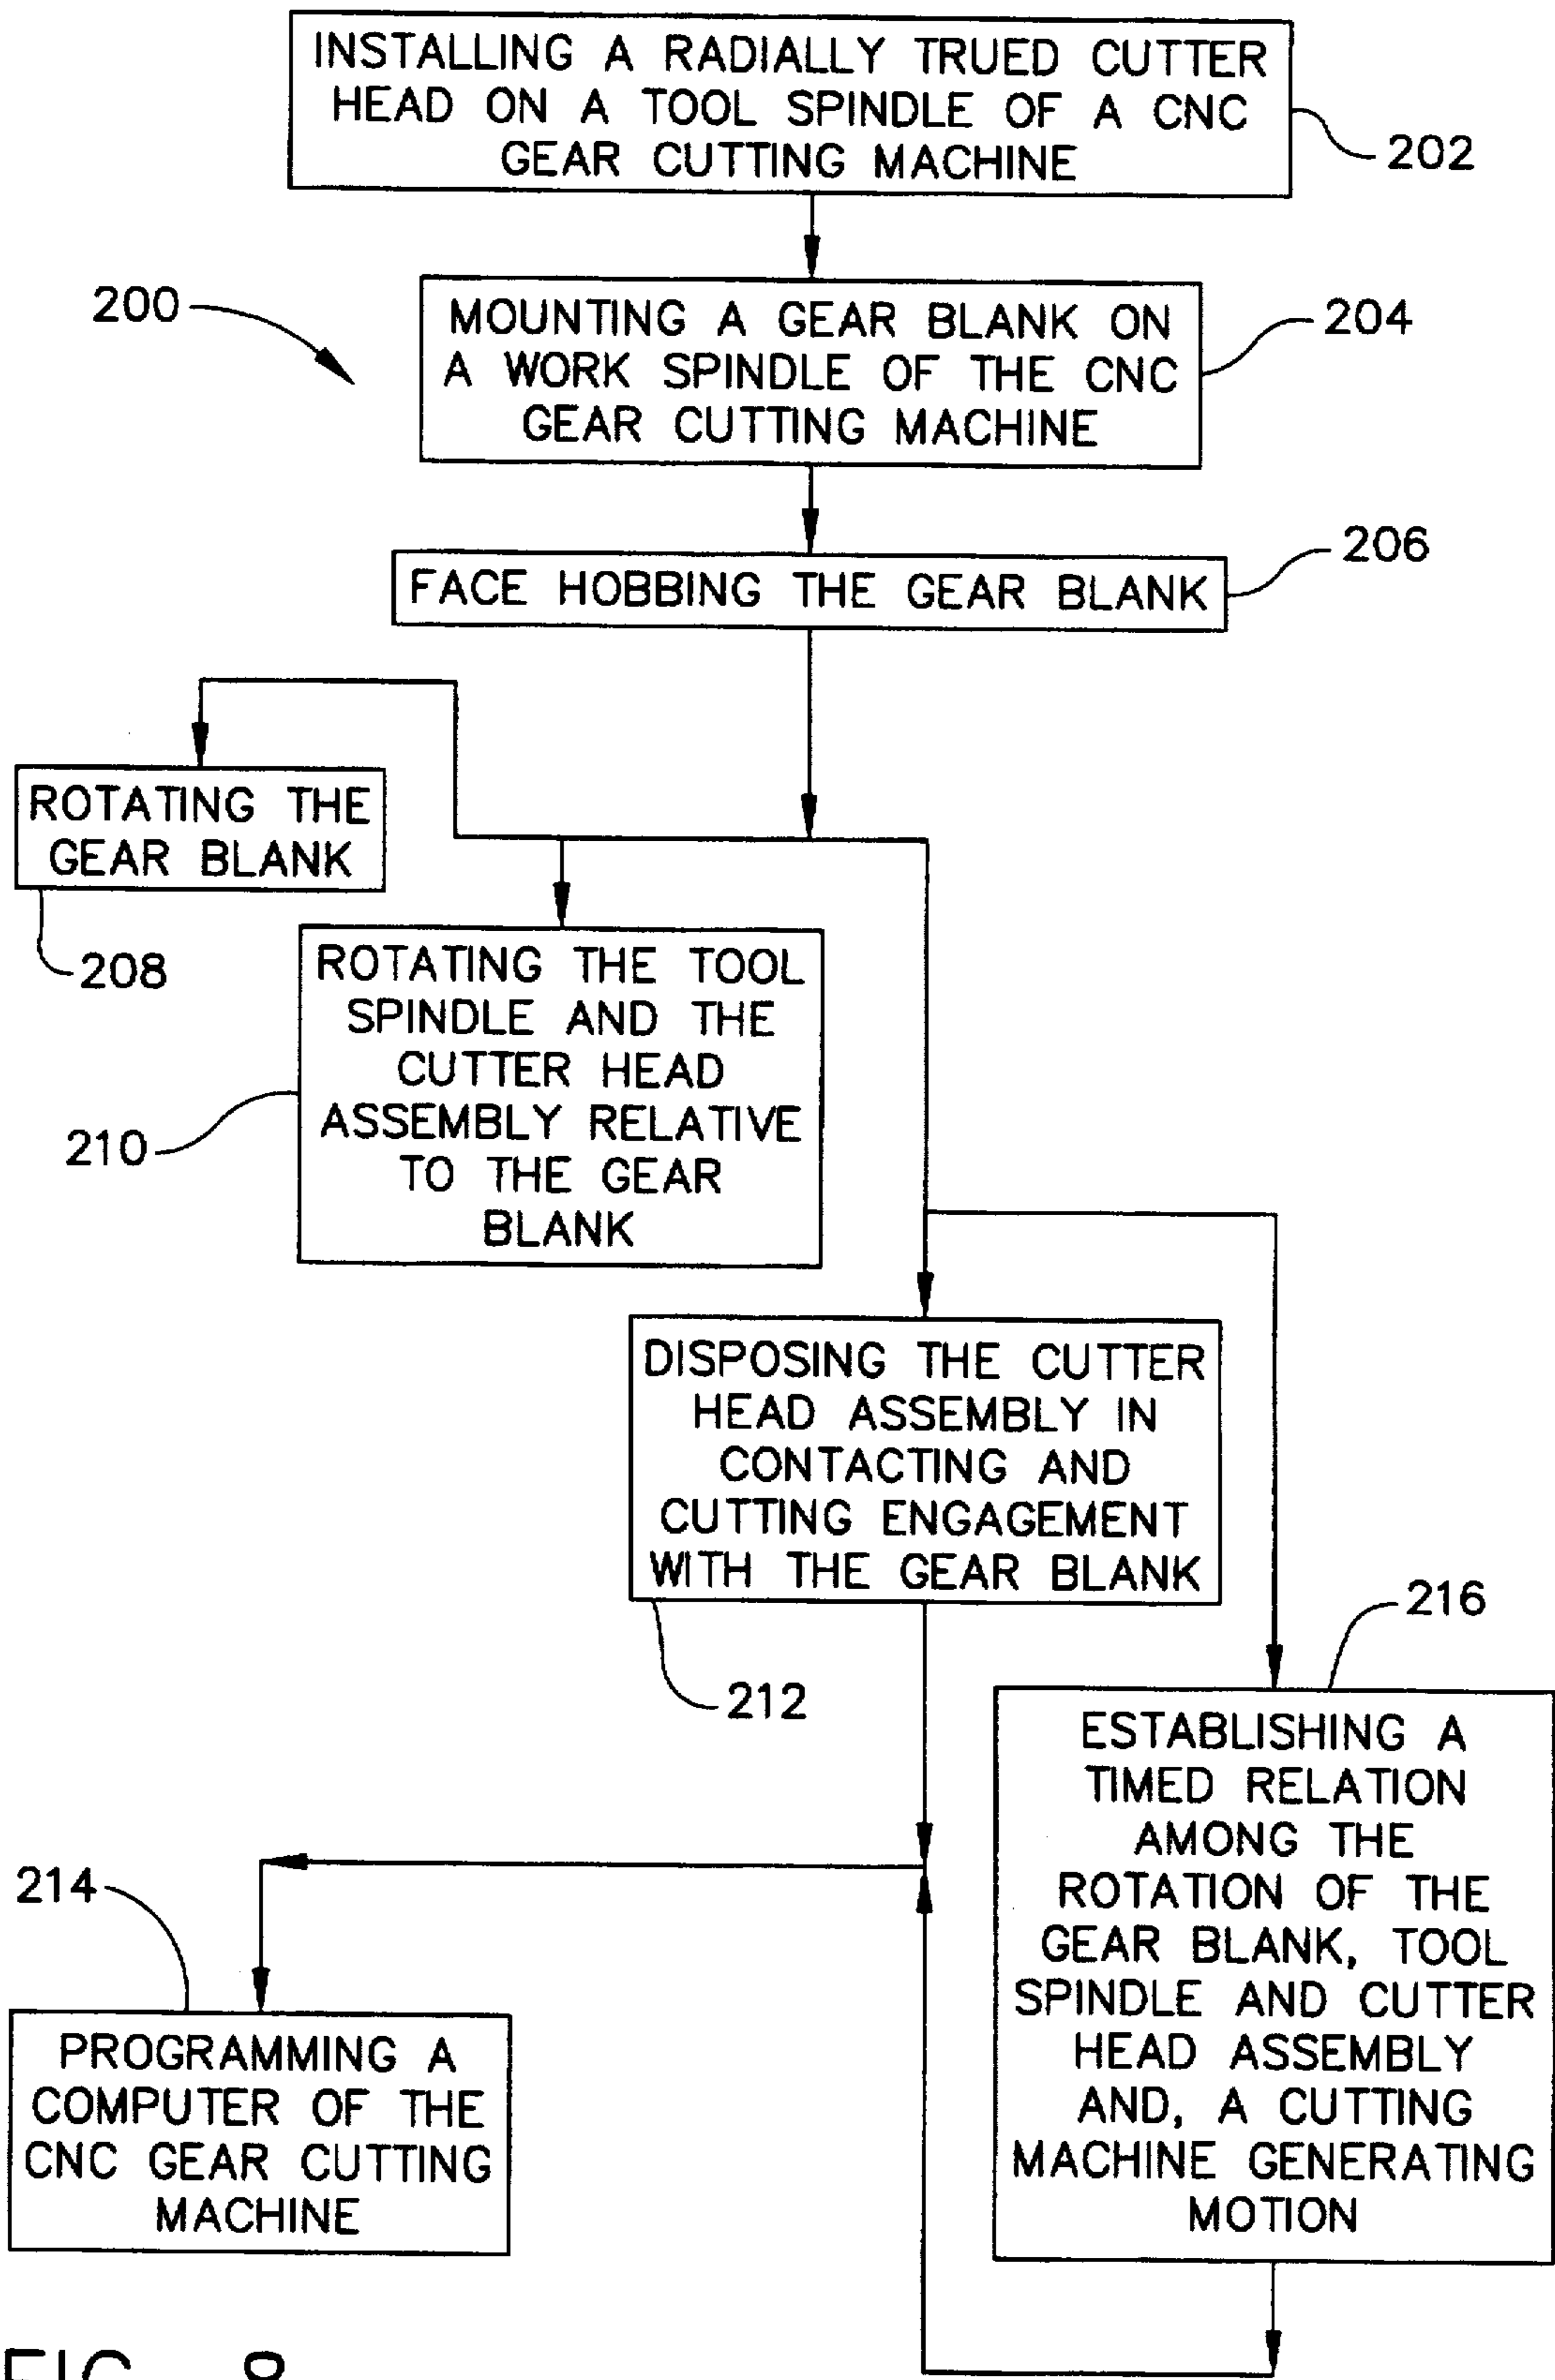 INSTALLING A RADIALLY TRUED CUTTER
HEAD ON A TOOL SPINDLE OF A CNC
GEAR CUTTING MACHINE
202
200
MOUNTING A GEAR BLANK ON
A WORK SPINDLE OF THE CNC
GEAR CUTTING MACHINE
204
206
FACE HOBBING THE GEAR BLANK
ROTATING THE
GEAR BLANK
208
ROTATING THE TOOL
SPINDLE AND THE
CUTTER HEAD
ASSEMBLY RELATIVE
TO THE GEAR
BLANK
210
DISPOSING THE CUTTER
HEAD ASSEMBLY IN
CONTACTING AND
CUTTING ENGAGEMENT
WITH THE GEAR BLANK
212
216
ESTABLISHING A
TIMED RELATION
AMONG THE
ROTATION OF THE
GEAR BLANK, TOOL
SPINDLE AND CUTTER
HEAD ASSEMBLY
AND, A CUTTING
MACHINE GENERATING
MOTION
214
PROGRAMMING A
COMPUTER OF THE
CNC GEAR CUTTING
MACHINE
FIG. 8